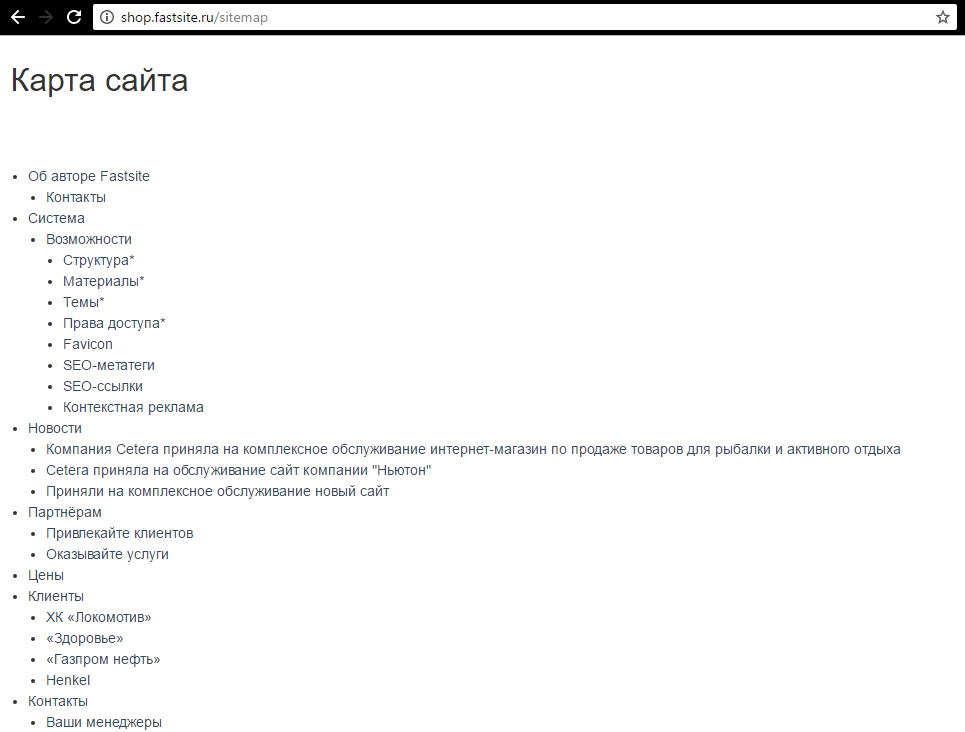 shop.fastsite.ru/sitemap
Карта сайта
Об авторе Fastsite
Контакты
Система
Возможности
Структура*
Материалы*
Темы*
Права доступа*
Favicon
SEO-метатеги
SEO-ссылки
Контекстная реклама
Новости
Компания Cetera приняла на комплексное обслуживание интернет-магазин по продаже товаров для рыбалки и активного отдыха
Cetera приняла на обслуживание сайт компании "Ньютон"
Приняли на комплексное обслуживание новый сайт
Партнёрам
Привлекайте клиентов
Оказывайте услуги
Цены
Клиенты
ХК «Локомотив»
«Здоровье»
«Газпром нефть»
Henkel
Контакты
Ваши менеджеры